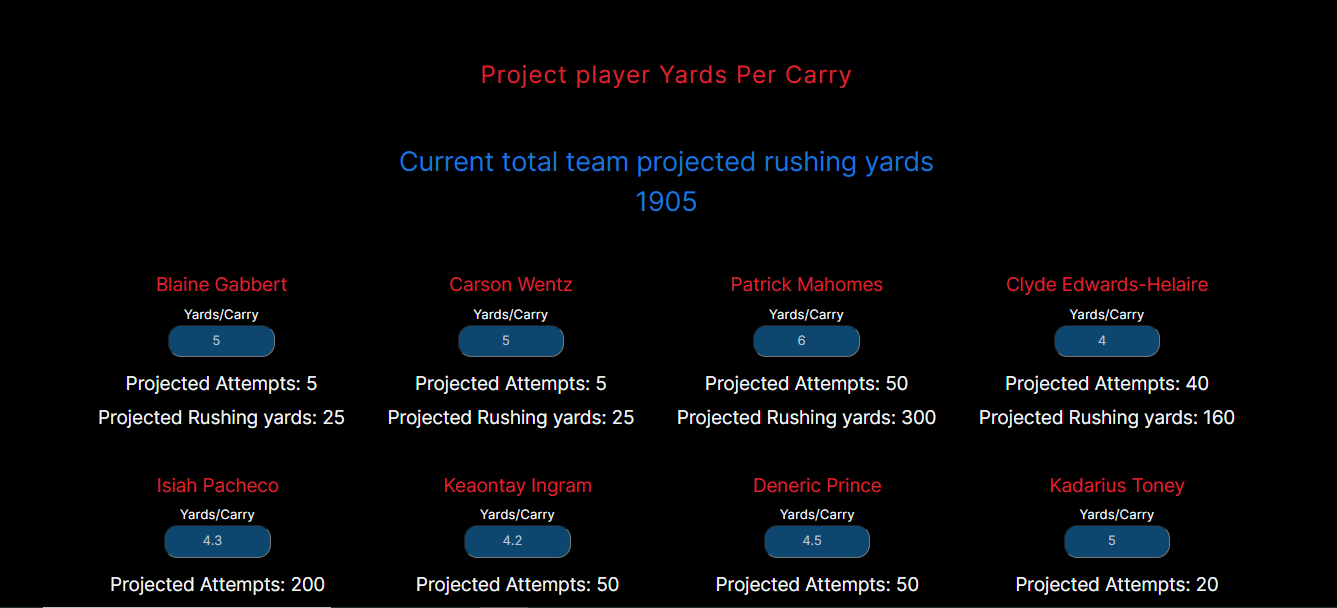 Project player Yards Per Carry
Current total team projected rushing yards
1905
Blaine Gabbert Carson Wentz Patrick Mahomes Clyde Edwards-Helaire
Yards/Carry Yards/Carry Yards/Carry Yards/Carry
5 5 6 4
Projected Attempts: 5 Projected Attempts: 5 Projected Attempts: 50 Projected Attempts: 40
Projected Rushing yards: 25 Projected Rushing yards: 25 Projected Rushing yards: 300 Projected Rushing yards: 160
Isiah Pacheco Keaontay Ingram Deneric Prince Kadarius Toney
Yards/Carry Yards/Carry Yards/Carry Yards/Carry
4.3 4.2 4.5 5
Projected Attempts: 200 Projected Attempts: 50 Projected Attempts: 50 Projected Attempts: 20